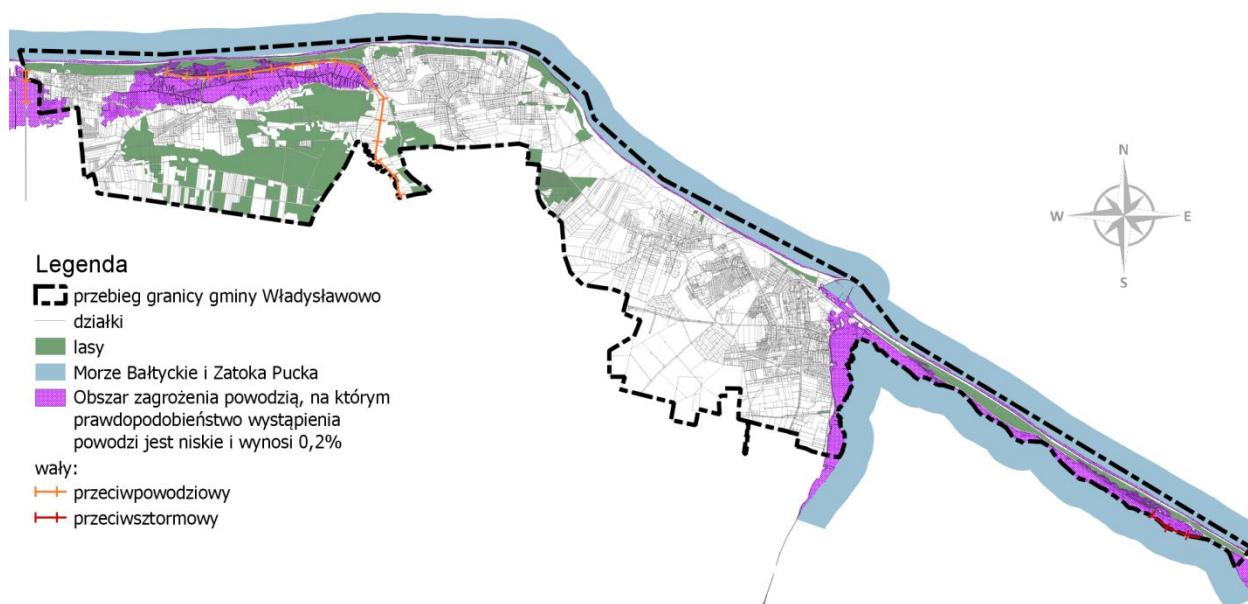 N
W
E
S
Legenda
przebieg granicy gminy Władysławowo
działki
lasy
Morze Bałtyckie i Zatoka Pucka
Obszar zagrożenia powodzią, na którym
prawdopodobieństwo wystąpienia
powodzi jest niskie i wynosi 0,2%
wały:
przeciwpowodziowy
przeciwsztormowy